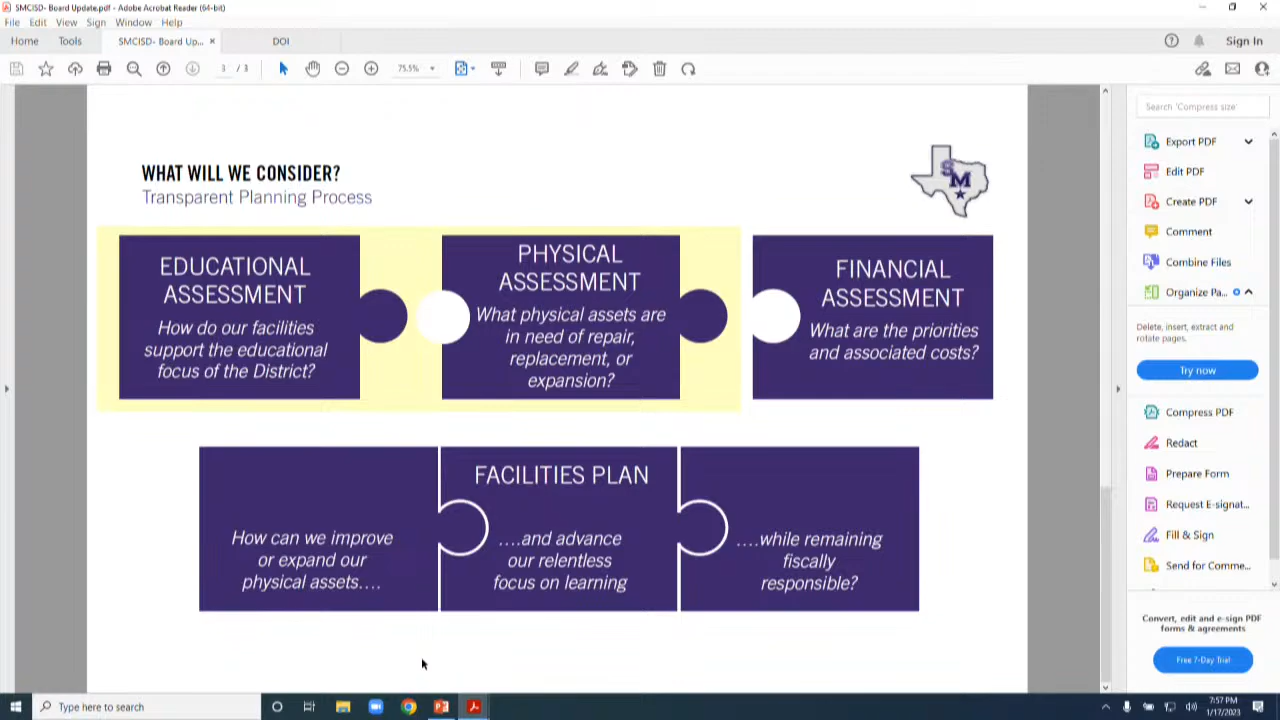 SMCISD- Board Update.pdf - Adobe Acrobat Reader (64-bit)
File Edit View Sign Window Help
Home Tools SMCISD- Board Up... × DOI Sign In
3 / 3 75.5%
WHAT WILL WE CONSIDER?
Transparent Planning Process
SM
EDUCATIONAL
ASSESSMENT
How do our facilities
support the educational
focus of the District?
PHYSICAL
ASSESSMENT
What physical assets are
in need of repair,
replacement, or
expansion?
FINANCIAL
ASSESSMENT
What are the priorities
and associated costs?
FACILITIES PLAN
How can we improve
or expand our
physical assets....
....and advance
our relentless
focus on learning
....while remaining
fiscally
responsible?
Search 'Compress size'
Export PDF
Edit PDF
Create PDF
Comment
Combine Files
Organize Pa...
Delete, insert, extract and
rotate pages.
Try now
Compress PDF
Redact
Prepare Form
Request E-signat...
Fill & Sign
Send for Comme...
Convert, edit and e-sign PDF
forms & agreements
Free 7-Day Trial
Type here to search
7:57 PM
1/17/2023